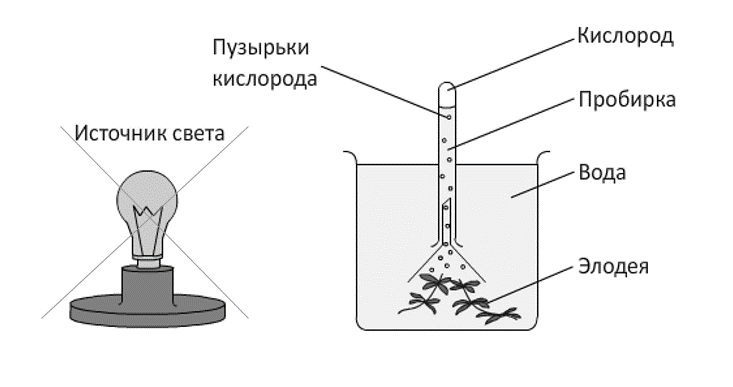 Кислород
Пузырьки
кислорода
Пробирка
Источник света
Вода
Элодея